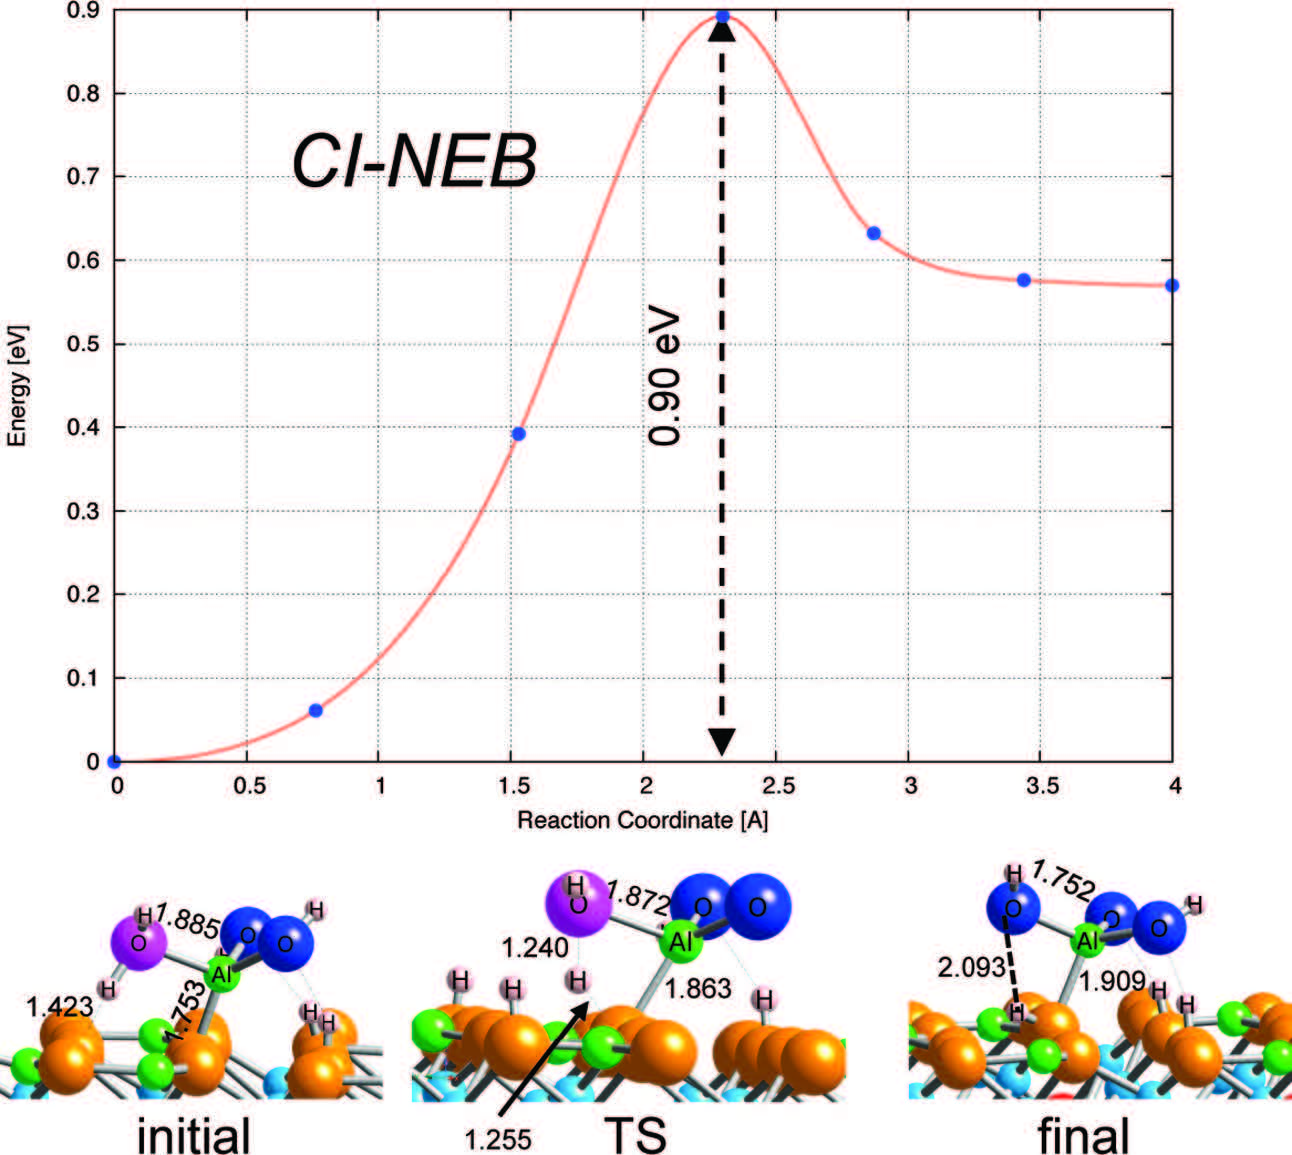 0.9
0.8
CI-NEB
0.7
0.6
0.5
0.90 eV
Energy [eV]
0.4
0.3
0.2
0.1
0
0 0.5 1 1.5 2 2.5 3 3.5 4
Reaction Coordinate [A]
H 1.885 O O H
O
Al
H
1.423
1.753
H H
initial
H 1.872 O O
O
Al
1.240
H H H
1.863
H
1.255
TS
H 1.752
O O O H
Al
2.093
1.909
H H H
final